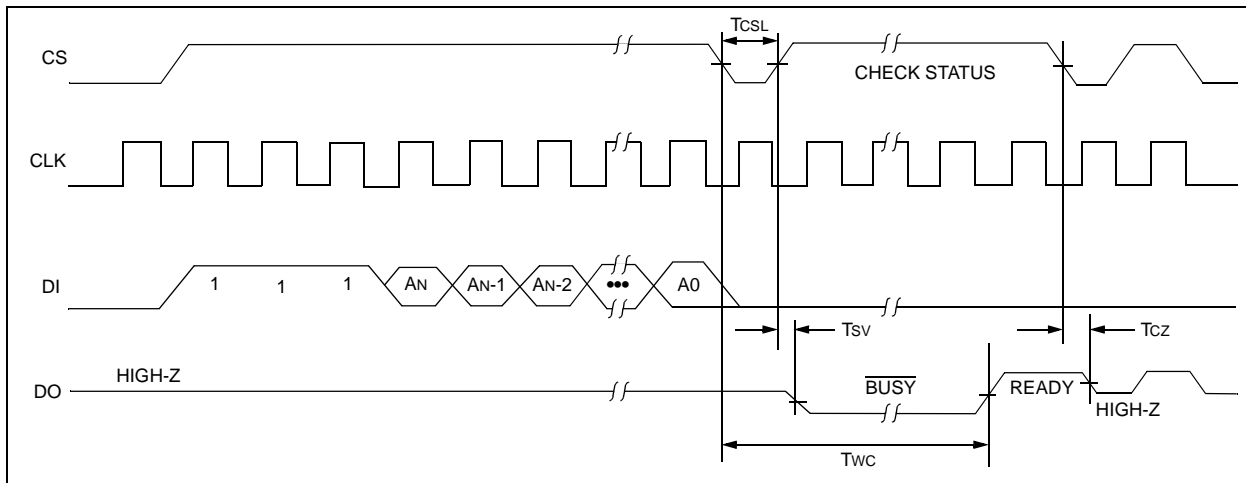 TCSL
CS
CHECK STATUS
CLK
DI
1 1 1 AN AN-1 AN-2 ••• A0
TSV
TCZ
HIGH-Z
DO
BUSY
READY
HIGH-Z
TWC